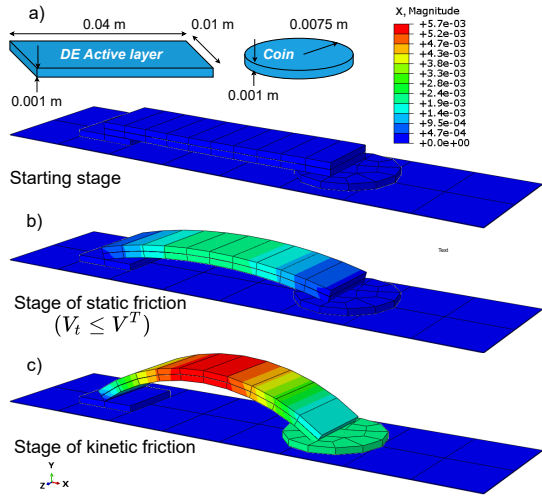 a)
0.04 m
0.01 m
0.0075 m
DE Active layer
Coin
0.001 m
0.001 m
X, Magnitude
+5.7e-03
+5.2e-03
+4.7e-03
+4.3e-03
+3.8e-03
+3.3e-03
+2.8e-03
+2.4e-03
+1.9e-03
+1.4e-03
+9.5e-04
+4.7e-04
+0.0e+00
Starting stage
b)
Text
Stage of static friction
(V_t ≤ V^T)
c)
Stage of kinetic friction
Y
Z X